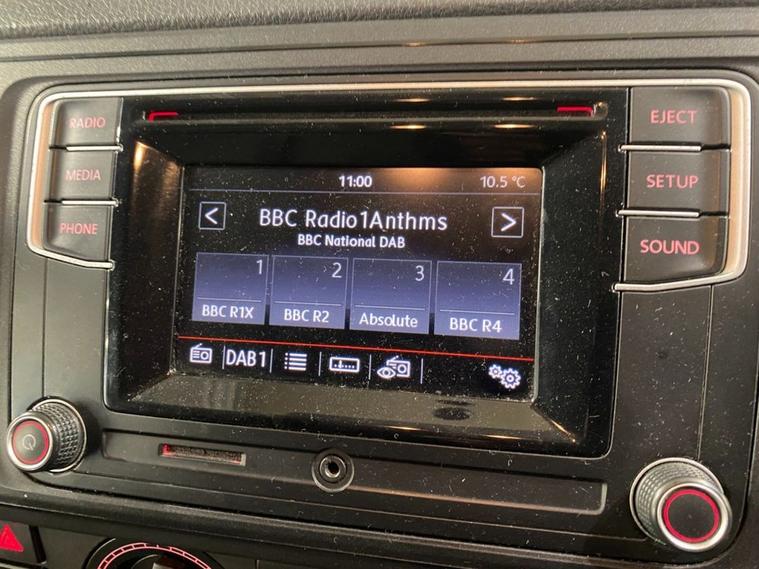 RADIO
MEDIA
PHONE
11:00
10.5 °C
<
BBC Radio1Anthms
>
BBC National DAB
1
2
3
4
BBC R1X
BBC R2
Absolute
BBC R4
DAB1
EJECT
SETUP
SOUND